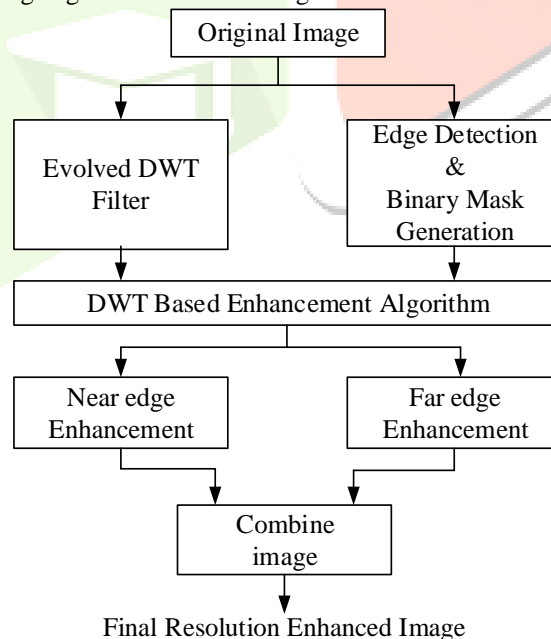 Original Image
Evolved DWT
Filter
Edge Detection
&
Binary Mask
Generation
DWT Based Enhancement Algorithm
Near edge
Enhancement
Far edge
Enhancement
Combine
image
Final Resolution Enhanced Image